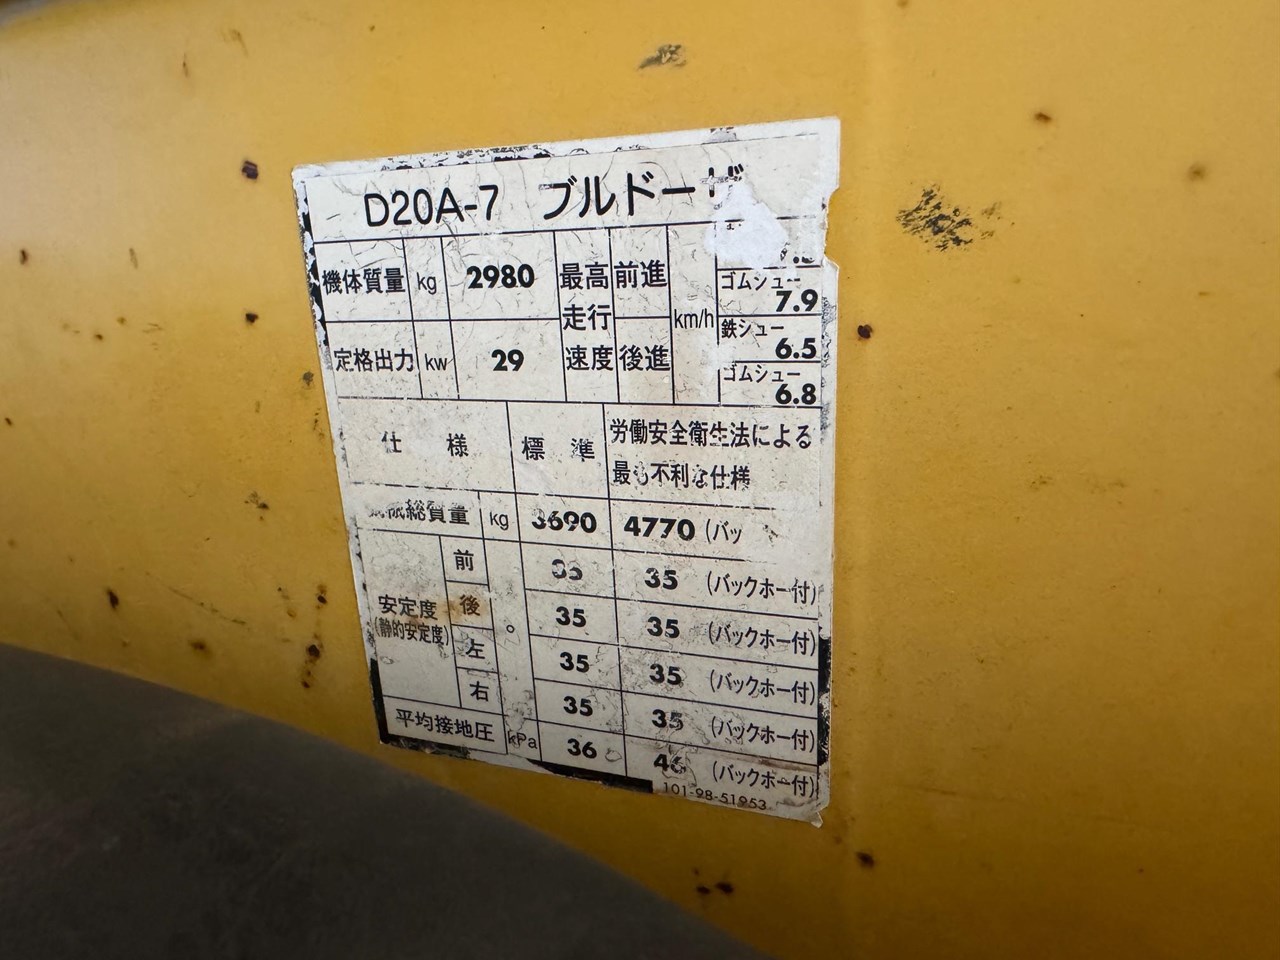 D20A-7 ブルドーザ
機体質量 kg 2980 最高走行速度 前進 km/h
ゴムシュー 7.9
定格出力 kw 29 後進 鉄シュー 6.5
ゴムシュー 6.8
仕様 標準 労働安全衛生法による
最も不利な仕様
機械総質量 kg 3690 4770 (バッ
安定度 (静的安定度) 前 ° 35 35 (バックホー付)
後 35 35 (バックホー付)
左 35 35 (バックホー付)
右 35 35 (バックホー付)
平均接地圧 kPa 36 46 (バックホー付)
101-98-51953